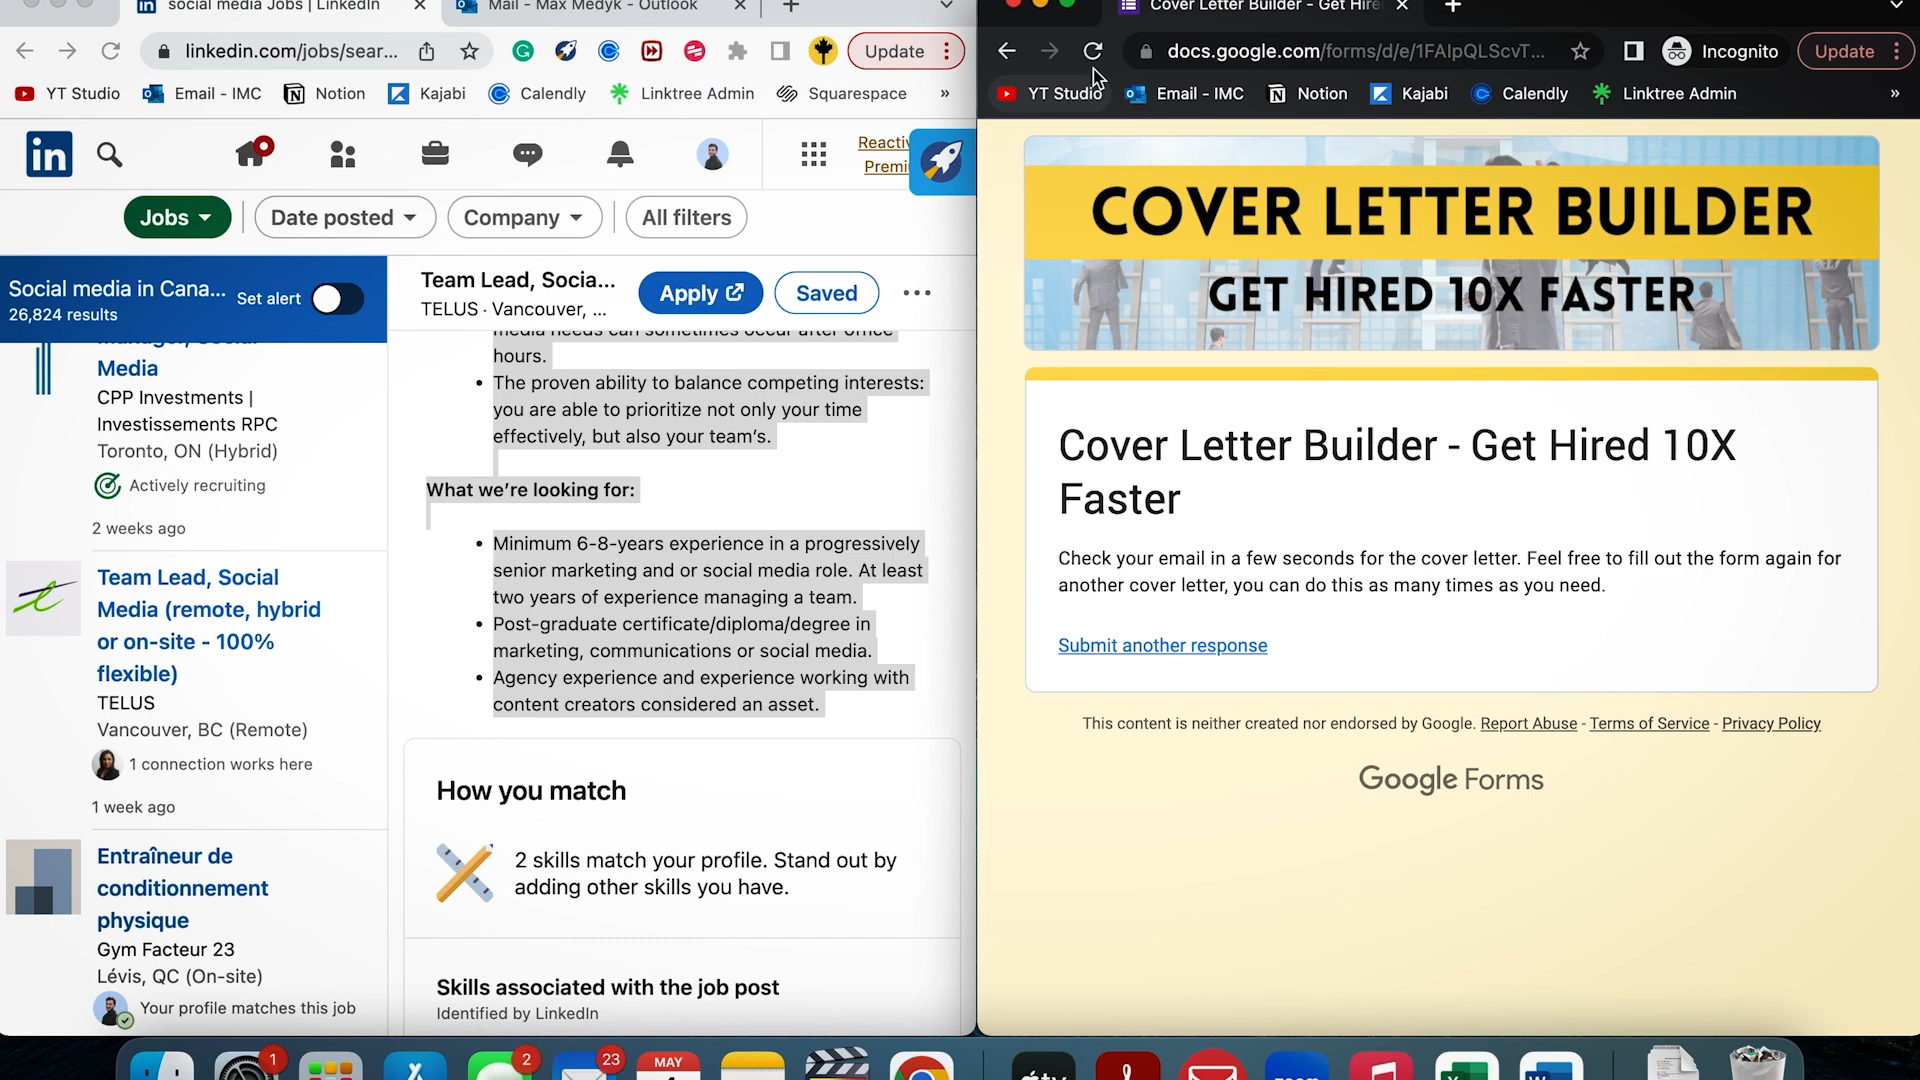 social media Jobs | LinkedIn
Mail - Max Medyk - Outlook
linkedin.com/jobs/sear...
Update
YT Studio
Email - IMC
Notion
Kajabi
Calendly
Linktree Admin
Squarespace
»
in
Reactiv
Premi
Jobs
Date posted
Company
All filters
Social media in Cana...
26,824 results
Set alert
Media
CPP Investments |
Investissements RPC
Toronto, ON (Hybrid)
Actively recruiting
2 weeks ago
Team Lead, Social
Media (remote, hybrid
or on-site - 100%
flexible)
TELUS
Vancouver, BC (Remote)
1 connection works here
1 week ago
Entraîneur de
conditionnement
physique
Gym Facteur 23
Lévis, QC (On-site)
Your profile matches this job
Team Lead, Socia...
TELUS · Vancouver, ...
Apply
Saved
media needs can sometimes occur after office
hours.
• The proven ability to balance competing interests:
you are able to prioritize not only your time
effectively, but also your team’s.
What we’re looking for:
• Minimum 6-8-years experience in a progressively
senior marketing and or social media role. At least
two years of experience managing a team.
• Post-graduate certificate/diploma/degree in
marketing, communications or social media.
• Agency experience and experience working with
content creators considered an asset.
How you match
2 skills match your profile. Stand out by
adding other skills you have.
Skills associated with the job post
Identified by LinkedIn
Cover Letter Builder - Get Hire
docs.google.com/forms/d/e/1FAIpQLScvT...
Incognito
Update
YT Studio
Email - IMC
Notion
Kajabi
Calendly
Linktree Admin
»
COVER LETTER BUILDER
GET HIRED 10X FASTER
Cover Letter Builder - Get Hired 10X
Faster
Check your email in a few seconds for the cover letter. Feel free to fill out the form again for
another cover letter, you can do this as many times as you need.
Submit another response
This content is neither created nor endorsed by Google. Report Abuse - Terms of Service - Privacy Policy
Google Forms
1
2
23
MAY